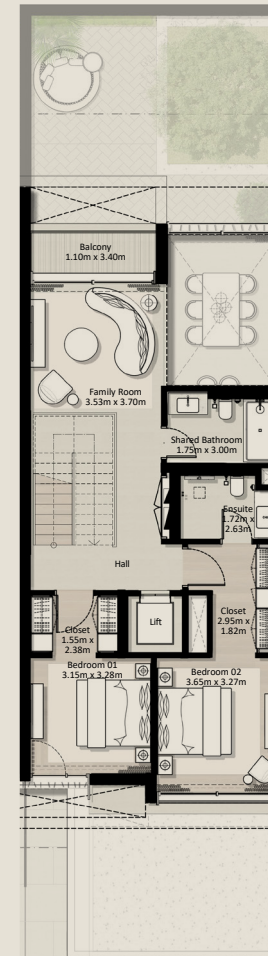 Balcony
1.10m x 3.40m
Family Room
3.53m x 3.70m
Shared Bathroom
1.75m x 3.00m
Ensuite
1.72m x
2.63m
Hall
Closet
1.55m x
2.38m
Lift
Closet
2.95m x
1.82m
Bedroom 01
3.15m x 3.28m
Bedroom 02
3.65m x 3.27m